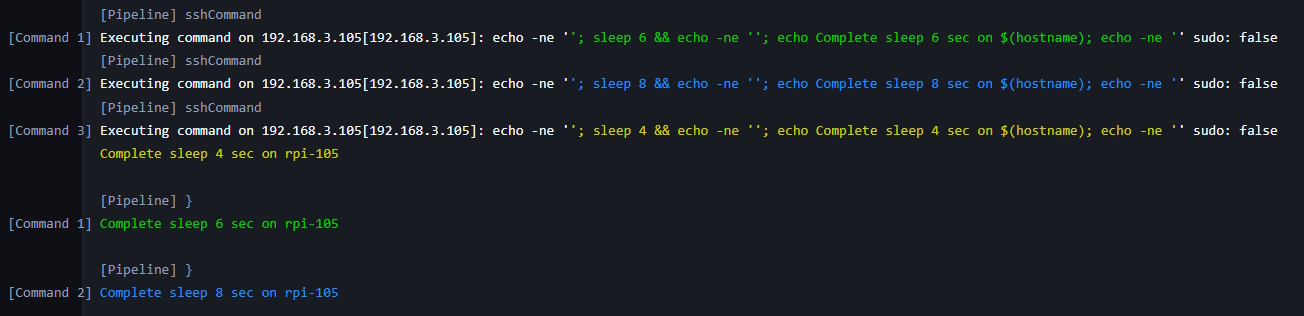 [Pipeline] sshCommand
[Command 1] Executing command on 192.168.3.105[192.168.3.105]: echo -ne ''; sleep 6 && echo -ne ''; echo Complete sleep 6 sec on $(hostname); echo -ne '' sudo: false
[Pipeline] sshCommand
[Command 2] Executing command on 192.168.3.105[192.168.3.105]: echo -ne ''; sleep 8 && echo -ne ''; echo Complete sleep 8 sec on $(hostname); echo -ne '' sudo: false
[Pipeline] sshCommand
[Command 3] Executing command on 192.168.3.105[192.168.3.105]: echo -ne ''; sleep 4 && echo -ne ''; echo Complete sleep 4 sec on $(hostname); echo -ne '' sudo: false
Complete sleep 4 sec on rpi-105
[Pipeline] }
[Command 1] Complete sleep 6 sec on rpi-105
[Pipeline] }
[Command 2] Complete sleep 8 sec on rpi-105